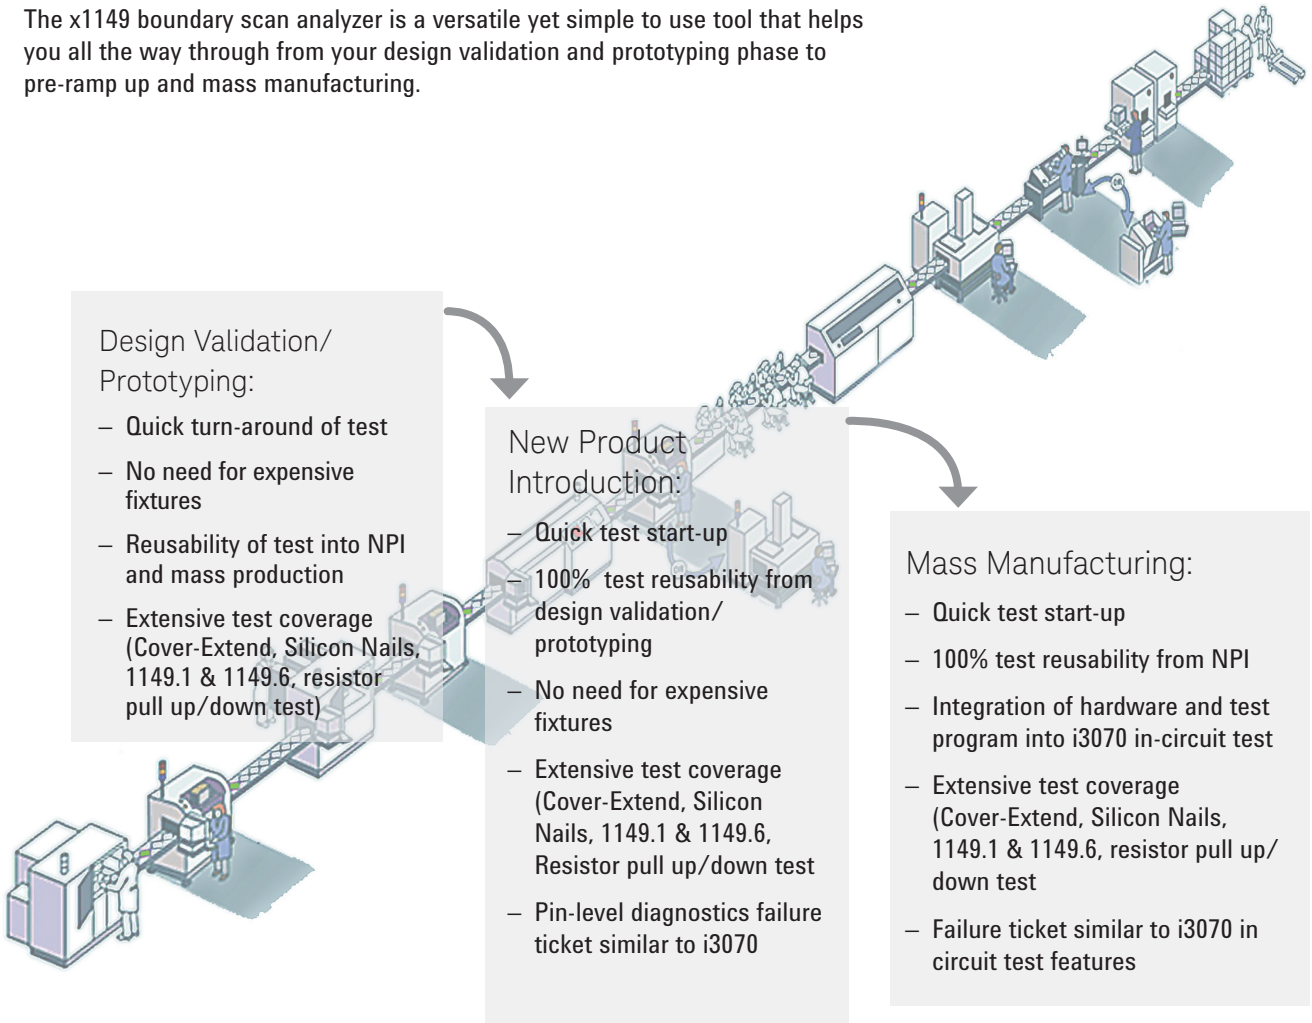 The x1149 boundary scan analyzer is a versatile yet simple to use tool that helps
you all the way through from your design validation and prototyping phase to
pre-ramp up and mass manufacturing.
Design Validation/
Prototyping:
– Quick turn-around of test
– No need for expensive
fixtures
– Reusability of test into NPI
and mass production
– Extensive test coverage
(Cover-Extend, Silicon Nails,
1149.1 & 1149.6, resistor
pull up/down test)
New Product
Introduction:
– Quick test start-up
– 100%  test reusability from
design validation/
prototyping
– No need for expensive
fixtures
– Extensive test coverage
(Cover-Extend, Silicon
Nails, 1149.1 & 1149.6,
Resistor pull up/down test
– Pin-level diagnostics failure
ticket similar to i3070
Mass Manufacturing:
– Quick test start-up
– 100% test reusability from NPI
– Integration of hardware and test
program into i3070 in-circuit test
– Extensive test coverage
(Cover-Extend, Silicon Nails,
1149.1 & 1149.6, resistor pull up/
down test
– Failure ticket similar to i3070 in
circuit test features
OR
OR